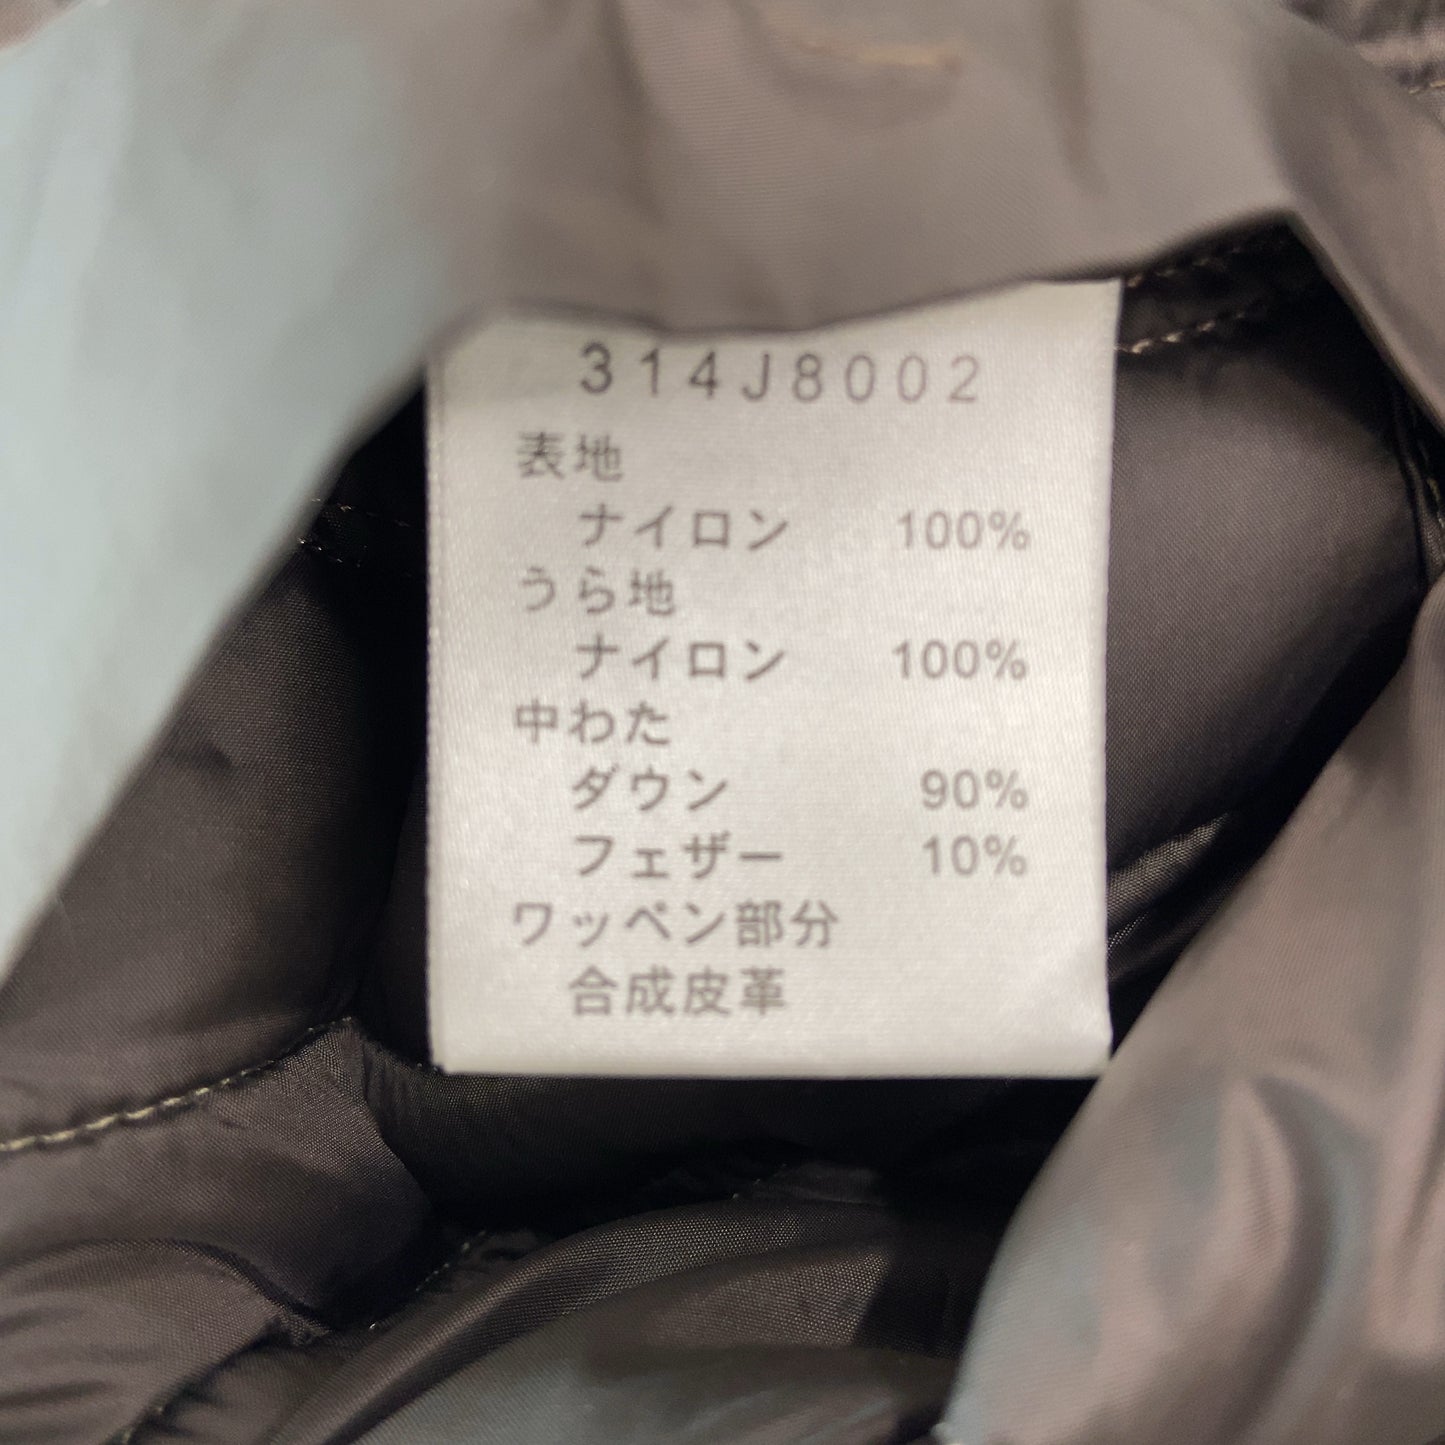 314J8002
表地
ナイロン 100%
うら地
ナイロン 100%
中わた
ダウン 90%
フェザー 10%
ワッペン部分
合成皮革